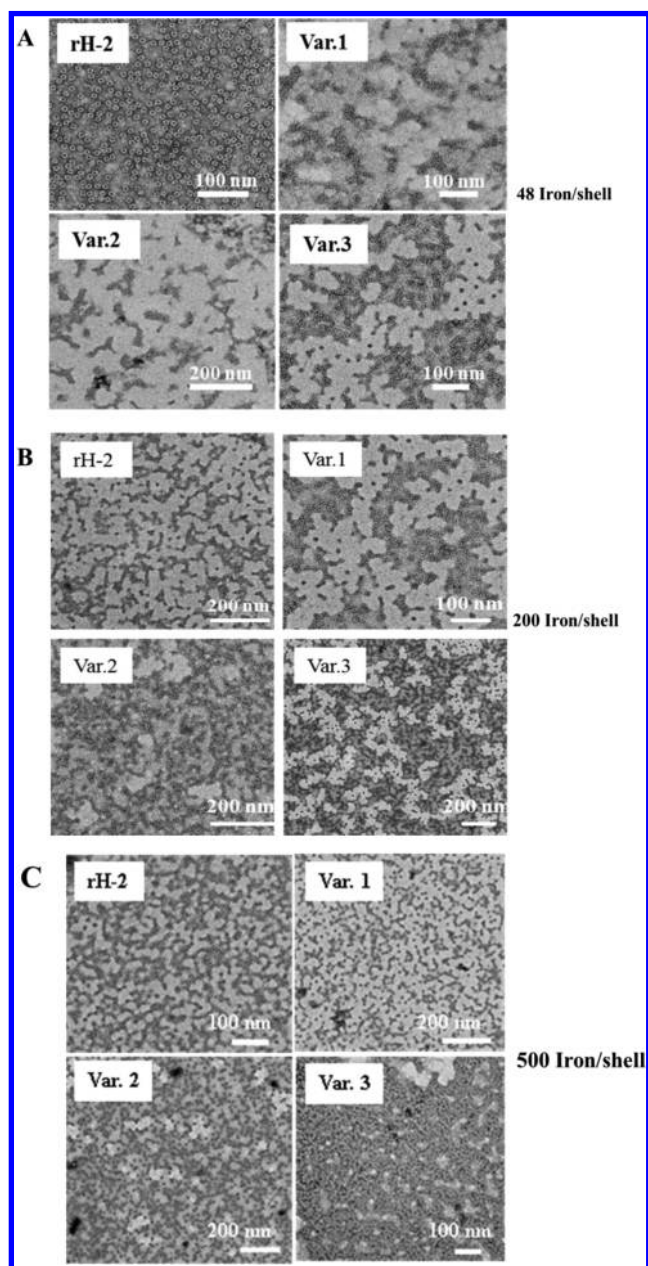 A
rH-2
Var.1
100 nm
100 nm
48 Iron/shell
Var.2
Var.3
200 nm
100 nm
B
rH-2
Var.1
200 nm
100 nm
200 Iron/shell
Var.2
Var.3
200 nm
200 nm
C
rH-2
Var. 1
100 nm
200 nm
500 Iron/shell
Var. 2
Var. 3
200 nm
100 nm